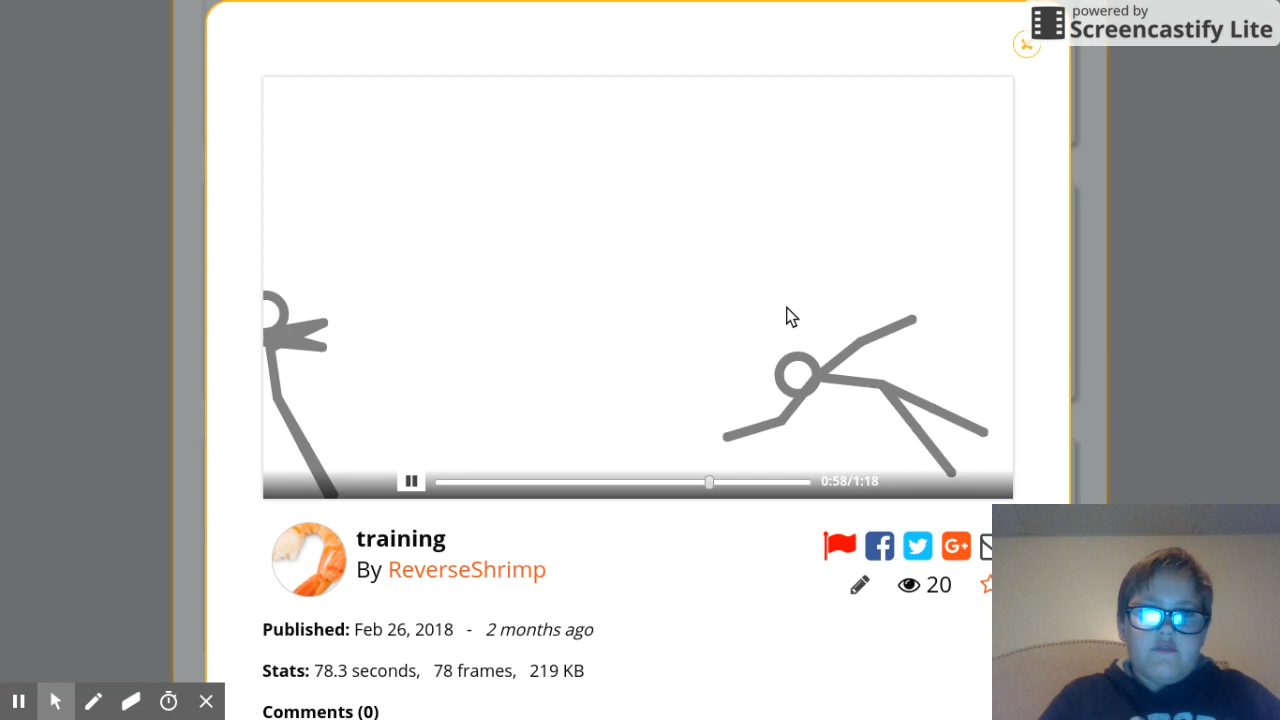 powered by
Screencastify Lite
0:58/1:18
training
By ReverseShrimp
G+
20
Published: Feb 26, 2018 - 2 months ago
Stats: 78.3 seconds, 78 frames, 219 KB
Comments (0)